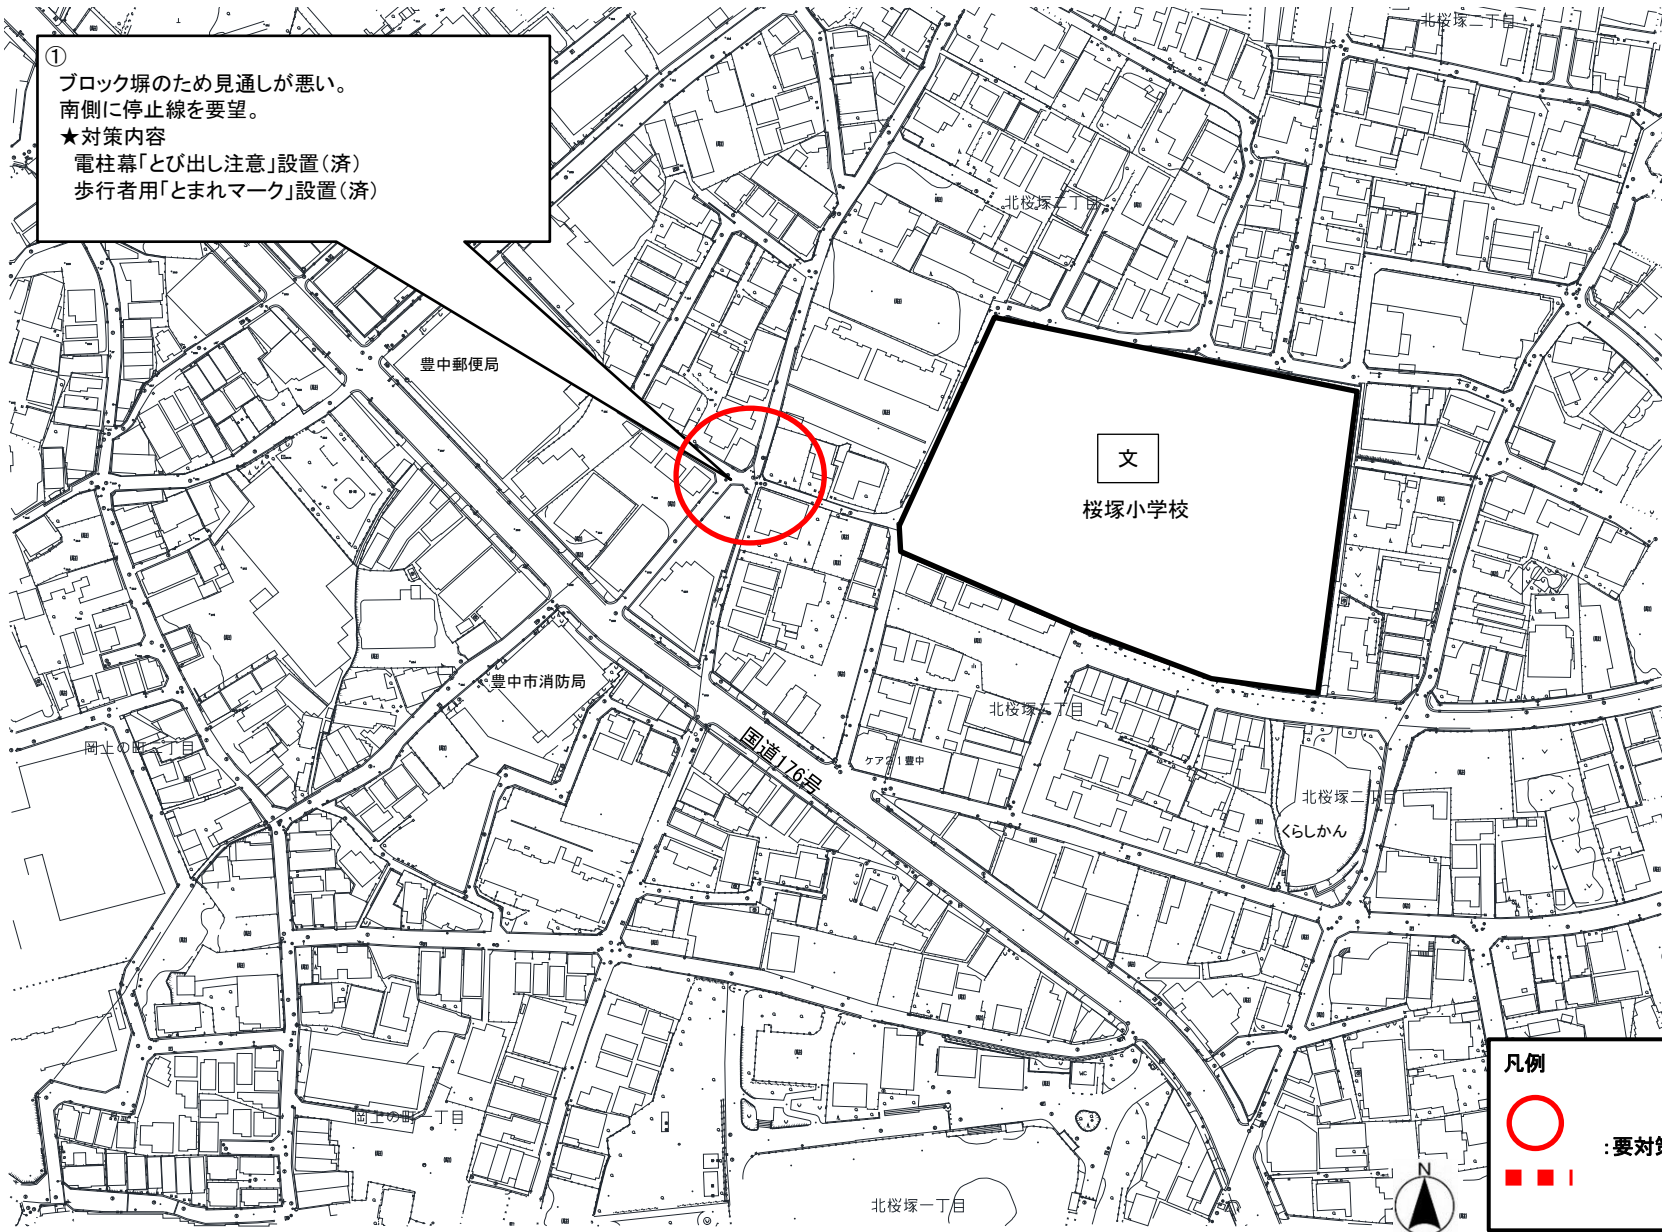 ①
ブロック塀のため見通しが悪い。
南側に停止線を要望。
★対策内容
電柱幕「とび出し注意」設置(済)
歩行者用「とまれマーク」設置(済)
北桜塚二丁目
北桜塚二丁目
豊中郵便局
文
桜塚小学校
豊中市消防局
北桜塚二丁目
岡上の町二丁目
国道176号
ケア21豊中
北桜塚二丁目
くらしかん
凡例
:要対策
WC
岡上の町一丁目
北桜塚一丁目
N